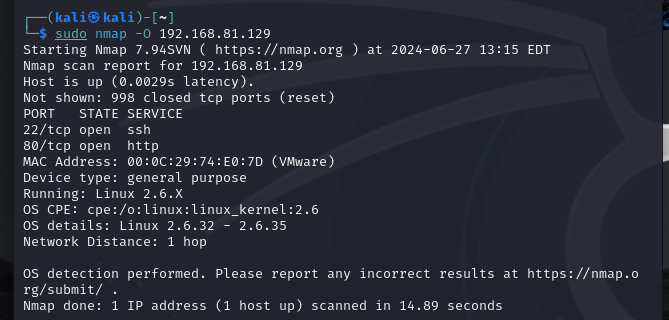 ┌──(kali㉿kali)-[~]
└─$ sudo nmap -O 192.168.81.129
Starting Nmap 7.94SVN ( https://nmap.org ) at 2024-06-27 13:15 EDT
Nmap scan report for 192.168.81.129
Host is up (0.0029s latency).
Not shown: 998 closed tcp ports (reset)
PORT   STATE SERVICE
22/tcp open  ssh
80/tcp open  http
MAC Address: 00:0C:29:74:E0:7D (VMware)
Device type: general purpose
Running: Linux 2.6.X
OS CPE: cpe:/o:linux:linux_kernel:2.6
OS details: Linux 2.6.32 - 2.6.35
Network Distance: 1 hop

OS detection performed. Please report any incorrect results at https://nmap.o
rg/submit/ .
Nmap done: 1 IP address (1 host up) scanned in 14.89 seconds